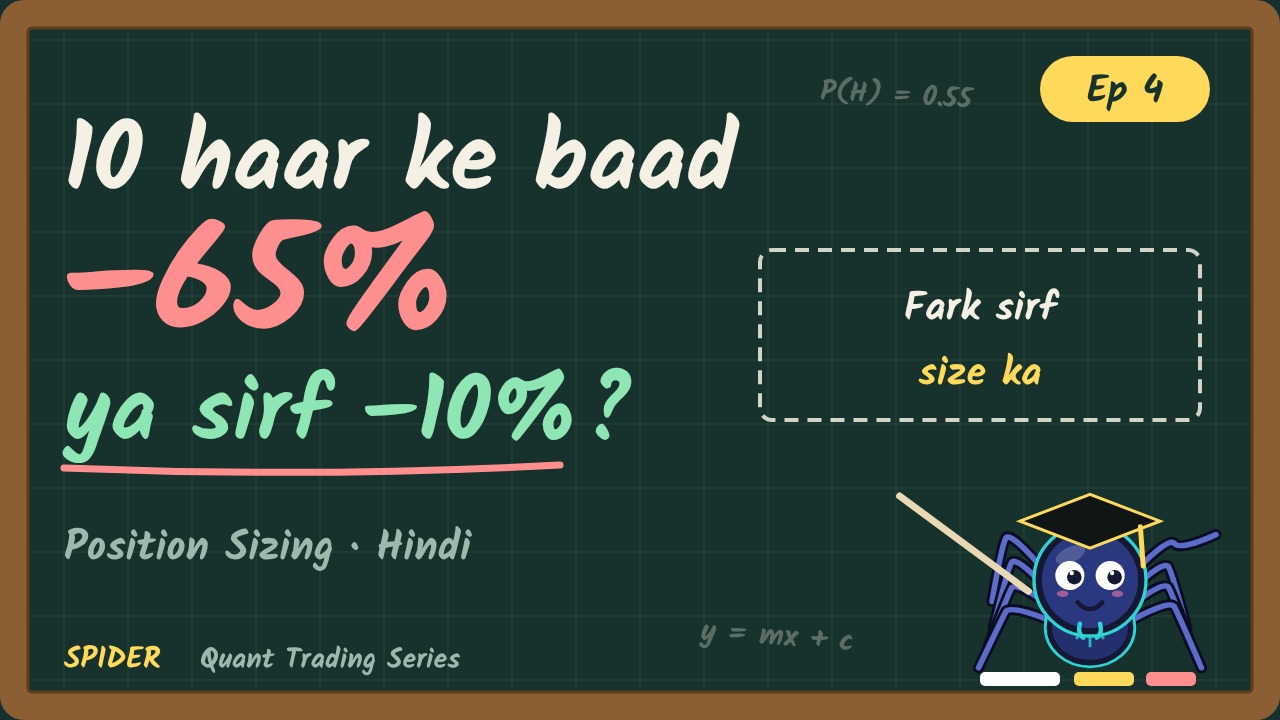 P(H) = 0.55
Ep 4
10 haar ke baad
–65%
ya sirf –10%?
Fark sirf
size ka
Position Sizing · Hindi
y = mx + c
SPIDER
Quant Trading Series